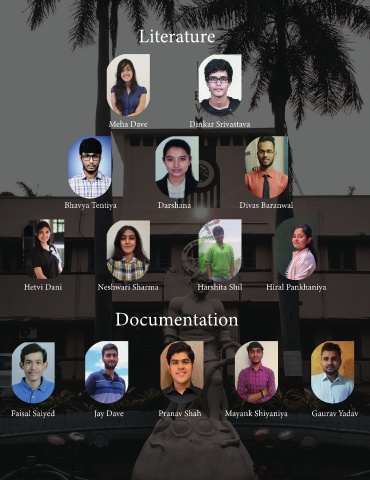 Literature
Meha Dave Dinkar Srivastava
Bhavya Tentiya Darshana Divas Baranwal
Hetvi Dani Neshwari Sharma Harshita Shil Hiral Pankhaniya
Documentation
Faisal Saiyed Jay Dave Pranav Shah Mayank Shiyaniya Gaurav Yadav